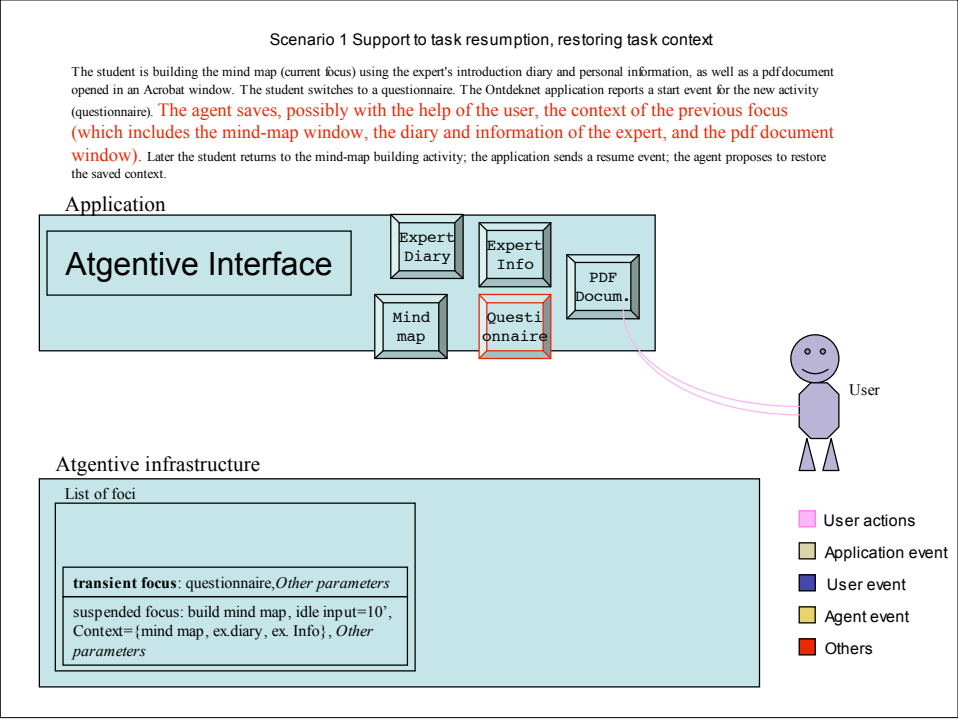 Scenario 1 Support to task resumption, restoring task context
The student is building the mind map (current focus) using the expert's introduction diary and personal information, as well as a pdf document
opened in an Acrobat window. The student switches to a questionnaire. The Ontdeknet application reports a start event for the new activity
(questionnaire). The agent saves, possibly with the help of the user, the context of the previous focus
(which includes the mind-map window, the diary and information of the expert, and the pdf document
window). Later the student returns to the mind-map building activity; the application sends a resume event; the agent proposes to restore
the saved context.
Application
Atgentive Interface
Expert
Diary
Expert
Info
PDF
Docum.
Mind
map
Questi
onnaire
User
Atgentive infrastructure
List of foci
transient focus: questionnaire,Other parameters
suspended focus: build mind map, idle input=10’,
Context={mind map, ex.diary, ex. Info}, Other
parameters
User actions
Application event
User event
Agent event
Others